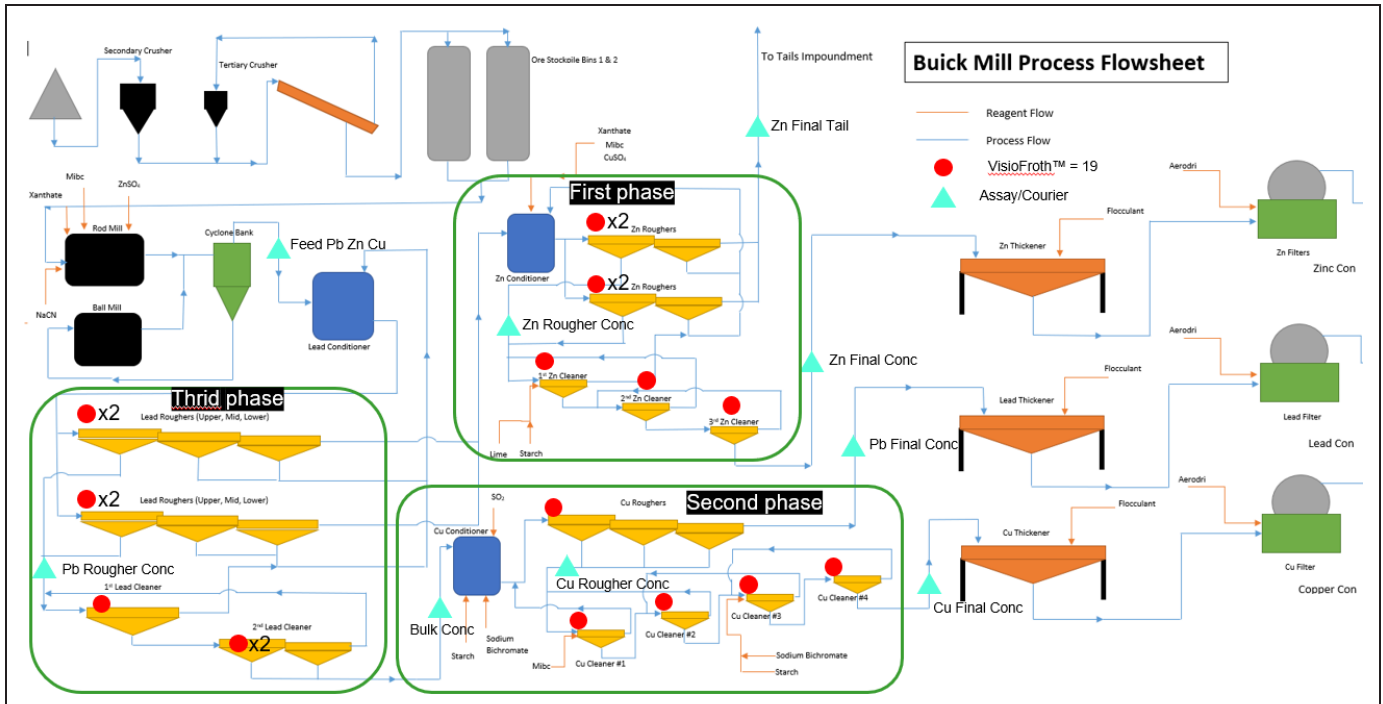 Buick Mill Process Flowsheet
Reagent Flow
Process Flow
VisioFroth™ = 19
Assay/Courier
Secondary Crusher
Tertiary Crusher
Ore Stockoile Bins 1 & 2
To Tails Impoundment
Zn Final Tail
Xanthate
Mibc
CuSO₄
Mibc
Xanthate
ZnSO₄
Rod Mill
Cyclone Bank
Feed Pb Zn Cu
NaCN
Ball Mill
Lead Conditioner
First phase
x2
Zn Roughers
Zn Conditioner
x2
Zn Roughers
Zn Rougher Conc
1ˢᵗ Zn Cleaner
2ⁿᵈ Zn Cleaner
3ʳᵈ Zn Cleaner
Lime
Starch
Zn Final Conc
Pb Final Conc
Thrid phase
x2
Lead Roughers (Upper, Mid, Lower)
x2
Lead Roughers (Upper, Mid, Lower)
Pb Rougher Conc
1ˢᵗ Lead Cleaner
2ⁿᵈ Lead Cleaner
x2
Second phase
SO₂
Cu Conditioner
Cu Roughers
Cu Rougher Conc
Bulk Conc
Starch
Sodium
Bichromate
Mibc
Cu Cleaner #1
Cu Cleaner #2
Cu Cleaner #3
Cu Cleaner #4
Sodium Bichromate
Starch
Cu Final Conc
Aerodri
Flocculant
Zn Thickener
Zn Filters
Zinc Con
Aerodri
Flocculant
Lead Thickener
Lead Filter
Lead Con
Aerodri
Flocculant
Cu Thickener
Cu Filter
Copper Con